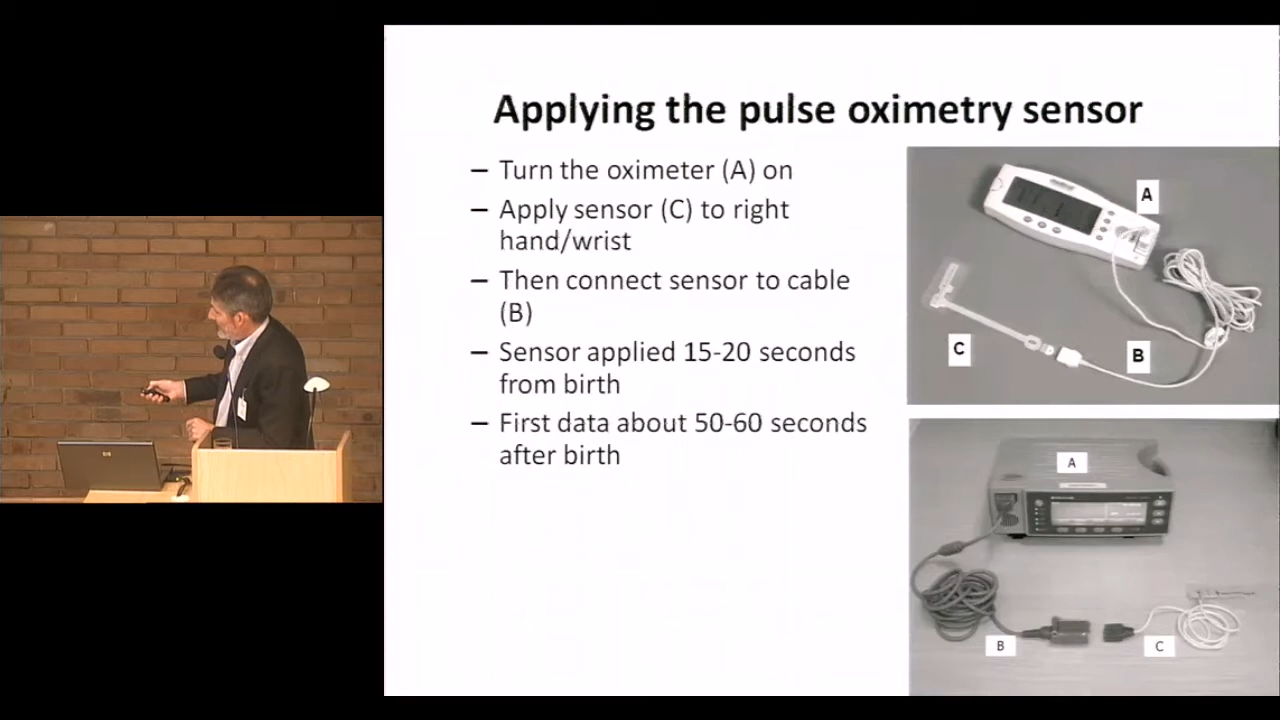 Applying the pulse oximetry sensor
– Turn the oximeter (A) on
– Apply sensor (C) to right
hand/wrist
– Then connect sensor to cable
(B)
– Sensor applied 15-20 seconds
from birth
– First data about 50-60 seconds
after birth
A
C
B
A
B
C